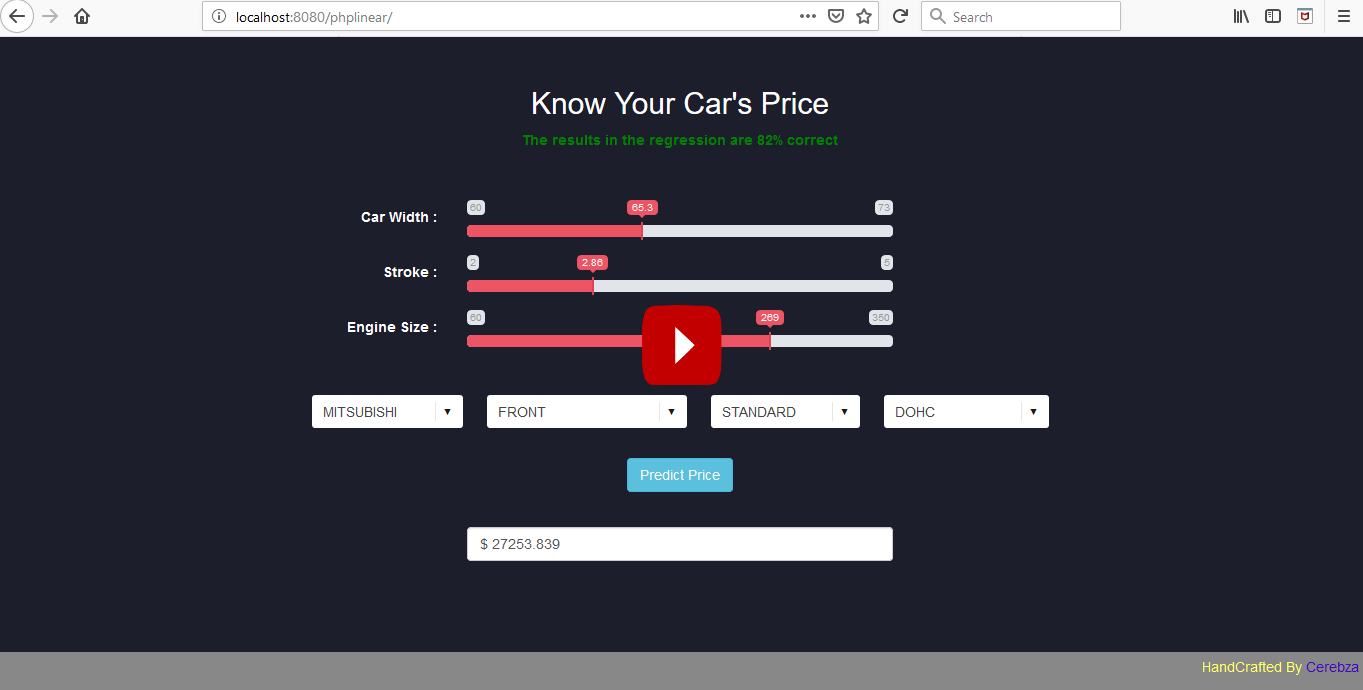 localhost:8080/phplinear/
Search
Know Your Car's Price
The results in the regression are 82% correct
Car Width :
60 65.3 73
Stroke :
2 2.86 5
Engine Size :
60 269 350
MITSUBISHI FRONT STANDARD DOHC
Predict Price
$ 27253.839
HandCrafted By Cerebza